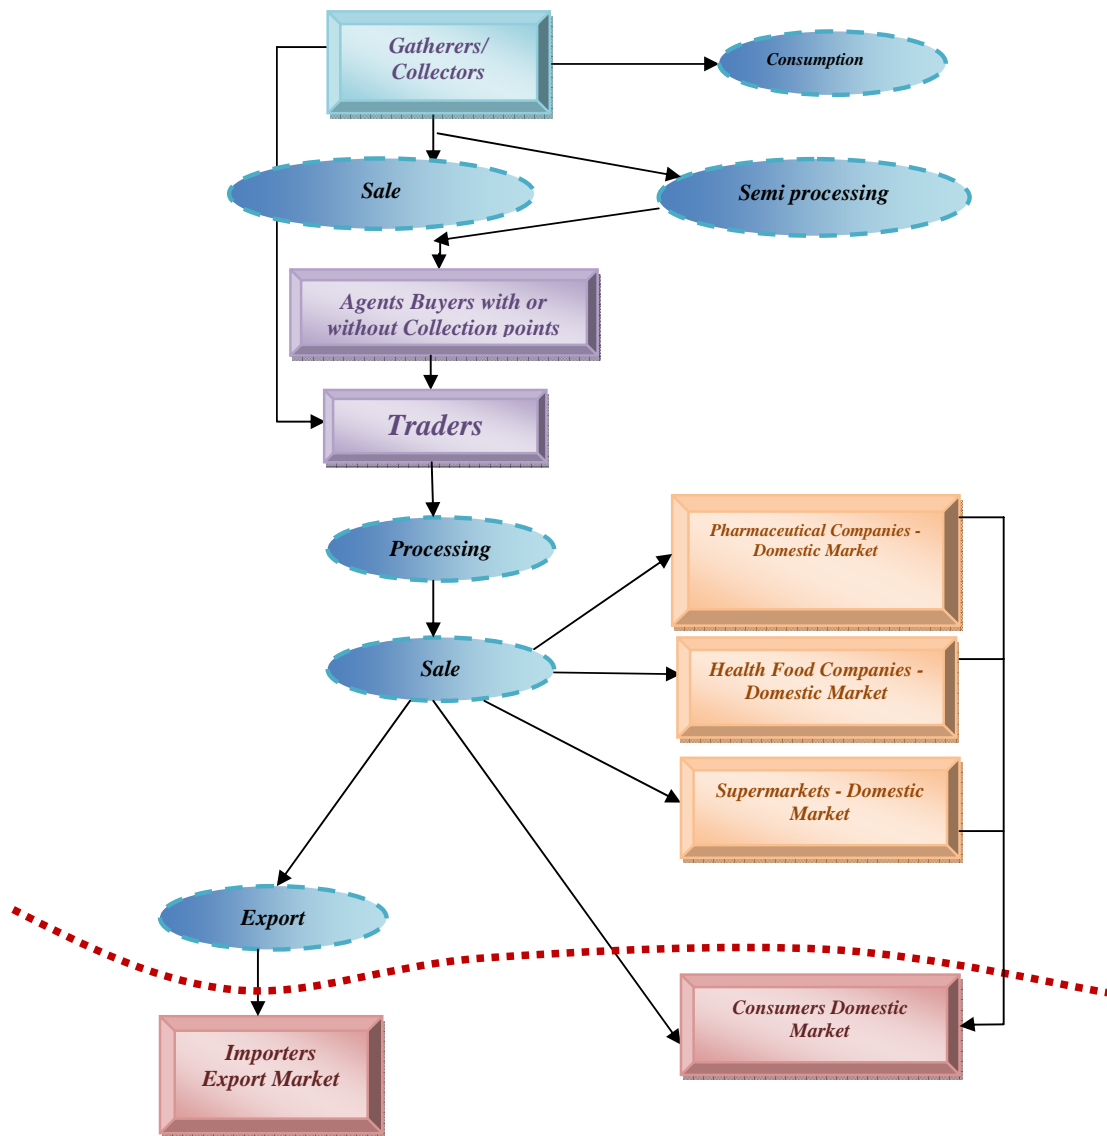 Gatherers/
Collectors
Consumption
Sale
Semi processing
Agents Buyers with or
without Collection points
Traders
Processing
Pharmaceutical Companies -
Domestic Market
Sale
Health Food Companies -
Domestic Market
Supermarkets - Domestic
Market
Export
Consumers Domestic
Market
Importers
Export Market